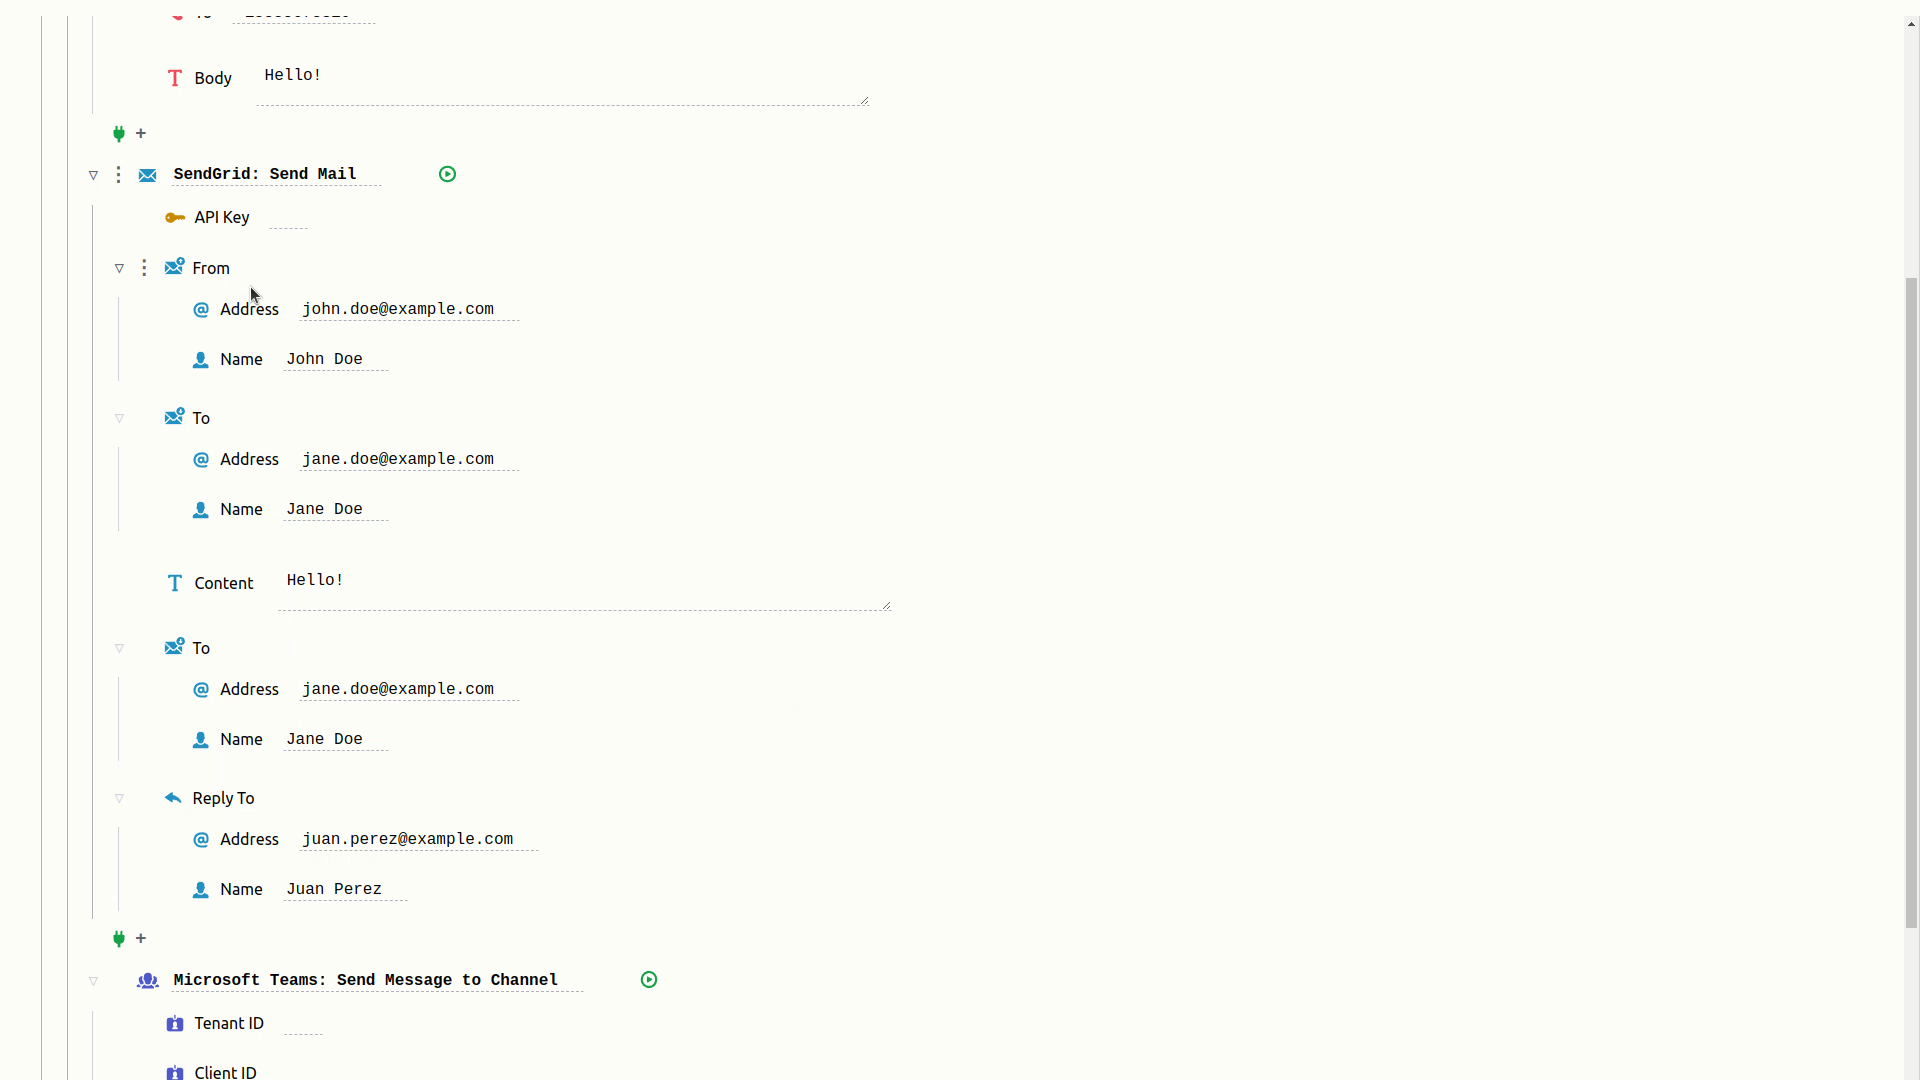 Body Hello!
+
SendGrid: Send Mail
API Key
From
Address john.doe@example.com
Name John Doe
To
Address jane.doe@example.com
Name Jane Doe
Content Hello!
To
Address jane.doe@example.com
Name Jane Doe
Reply To
Address juan.perez@example.com
Name Juan Perez
+
Microsoft Teams: Send Message to Channel
Tenant ID
Client ID